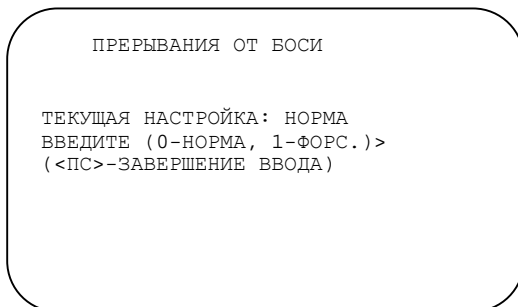 ПРЕРЫВАНИЯ ОТ БОСИ
ТЕКУЩАЯ НАСТРОЙКА: НОРМА
ВВЕДИТЕ (0-НОРМА, 1-ФОРС.)>
(<ПС>-ЗАВЕРШЕНИЕ ВВОДА)